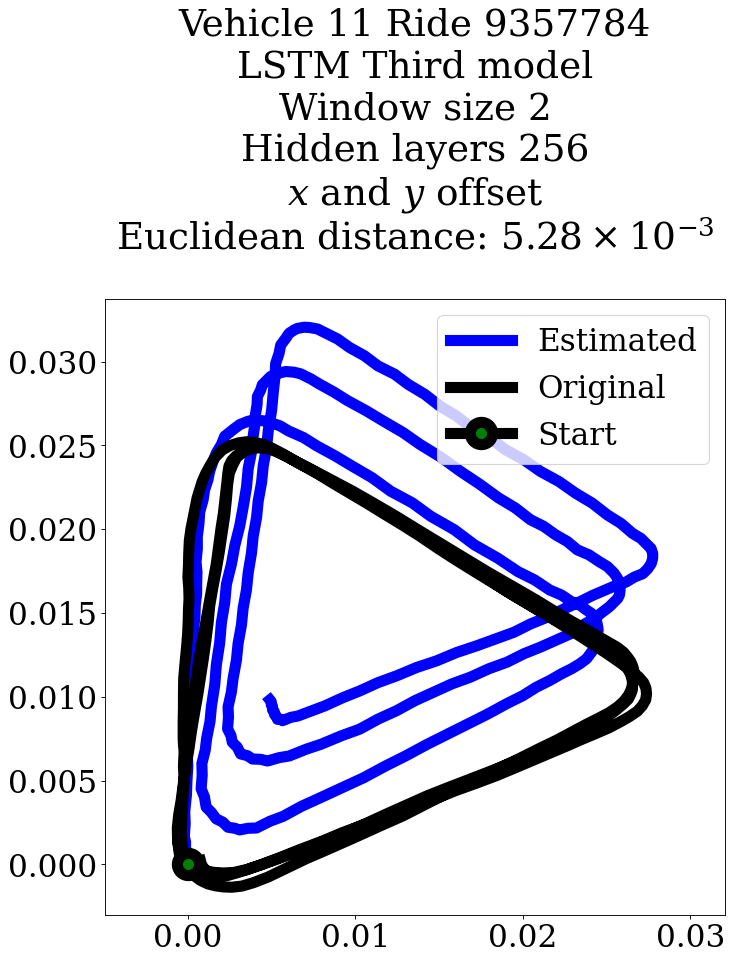 Vehicle 11 Ride 9357784
LSTM Third model
Window size 2
Hidden layers 256
x and y offset
Euclidean distance: 5.28 × 10⁻³
Estimated
Original
Start
0.030
0.025
0.020
0.015
0.010
0.005
0.000
0.00 0.01 0.02 0.03